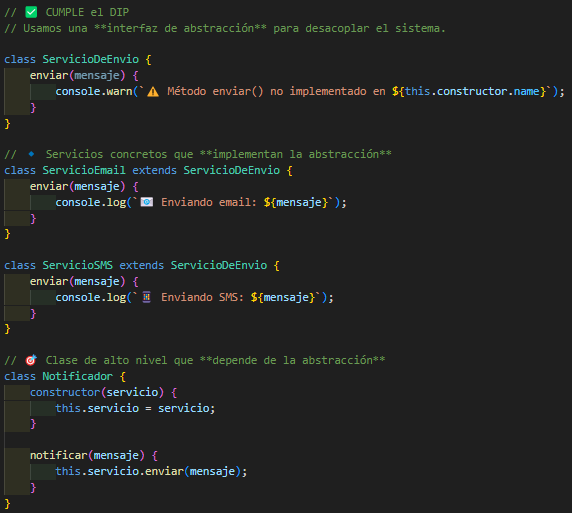 // ✅ CUMPLE el DIP
// Usamos una **interfaz de abstracción** para desacoplar el sistema.
class ServicioDeEnvio {
enviar(mensaje) {
console.warn(`⚠️ Método enviar() no implementado en ${this.constructor.name}`);
}
}
// 🔹 Servicios concretos que **implementan la abstracción**
class ServicioEmail extends ServicioDeEnvio {
enviar(mensaje) {
console.log(`📧 Enviando email: ${mensaje}`);
}
}
class ServicioSMS extends ServicioDeEnvio {
enviar(mensaje) {
console.log(`📱 Enviando SMS: ${mensaje}`);
}
}
// 🎯 Clase de alto nivel que **depende de la abstracción**
class Notificador {
constructor(servicio) {
this.servicio = servicio;
}
notificar(mensaje) {
this.servicio.enviar(mensaje);
}
}